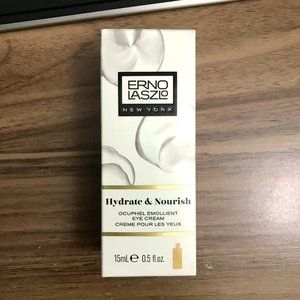 ERNO
LASZLO
NEW YORK
Hydrate & Nourish
OCUPHEL EMOLLIENT
EYE CREAM
CRÈME POUR LES YEUX
15mL ℮ 0.5 fl.oz.